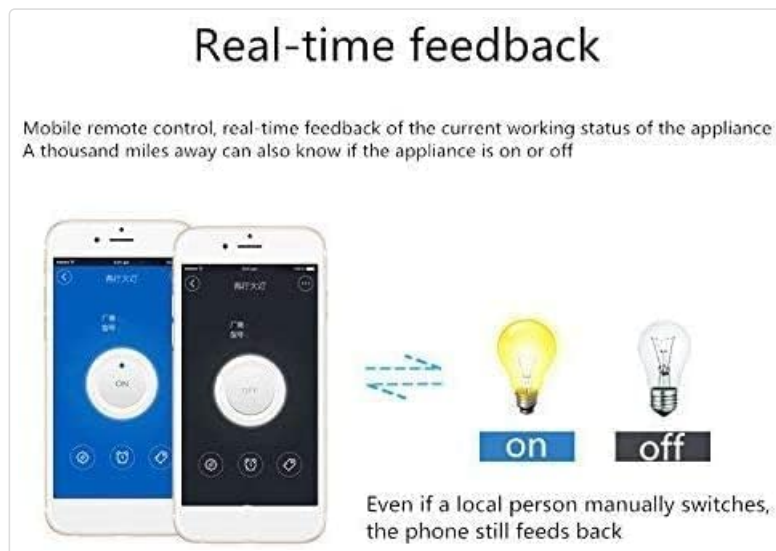 Real-time feedback
Mobile remote control, real-time feedback of the current working status of the appliance
A thousand miles away can also know if the appliance is on or off
ON
OFF
on
off
Even if a local person manually switches,
the phone still feeds back